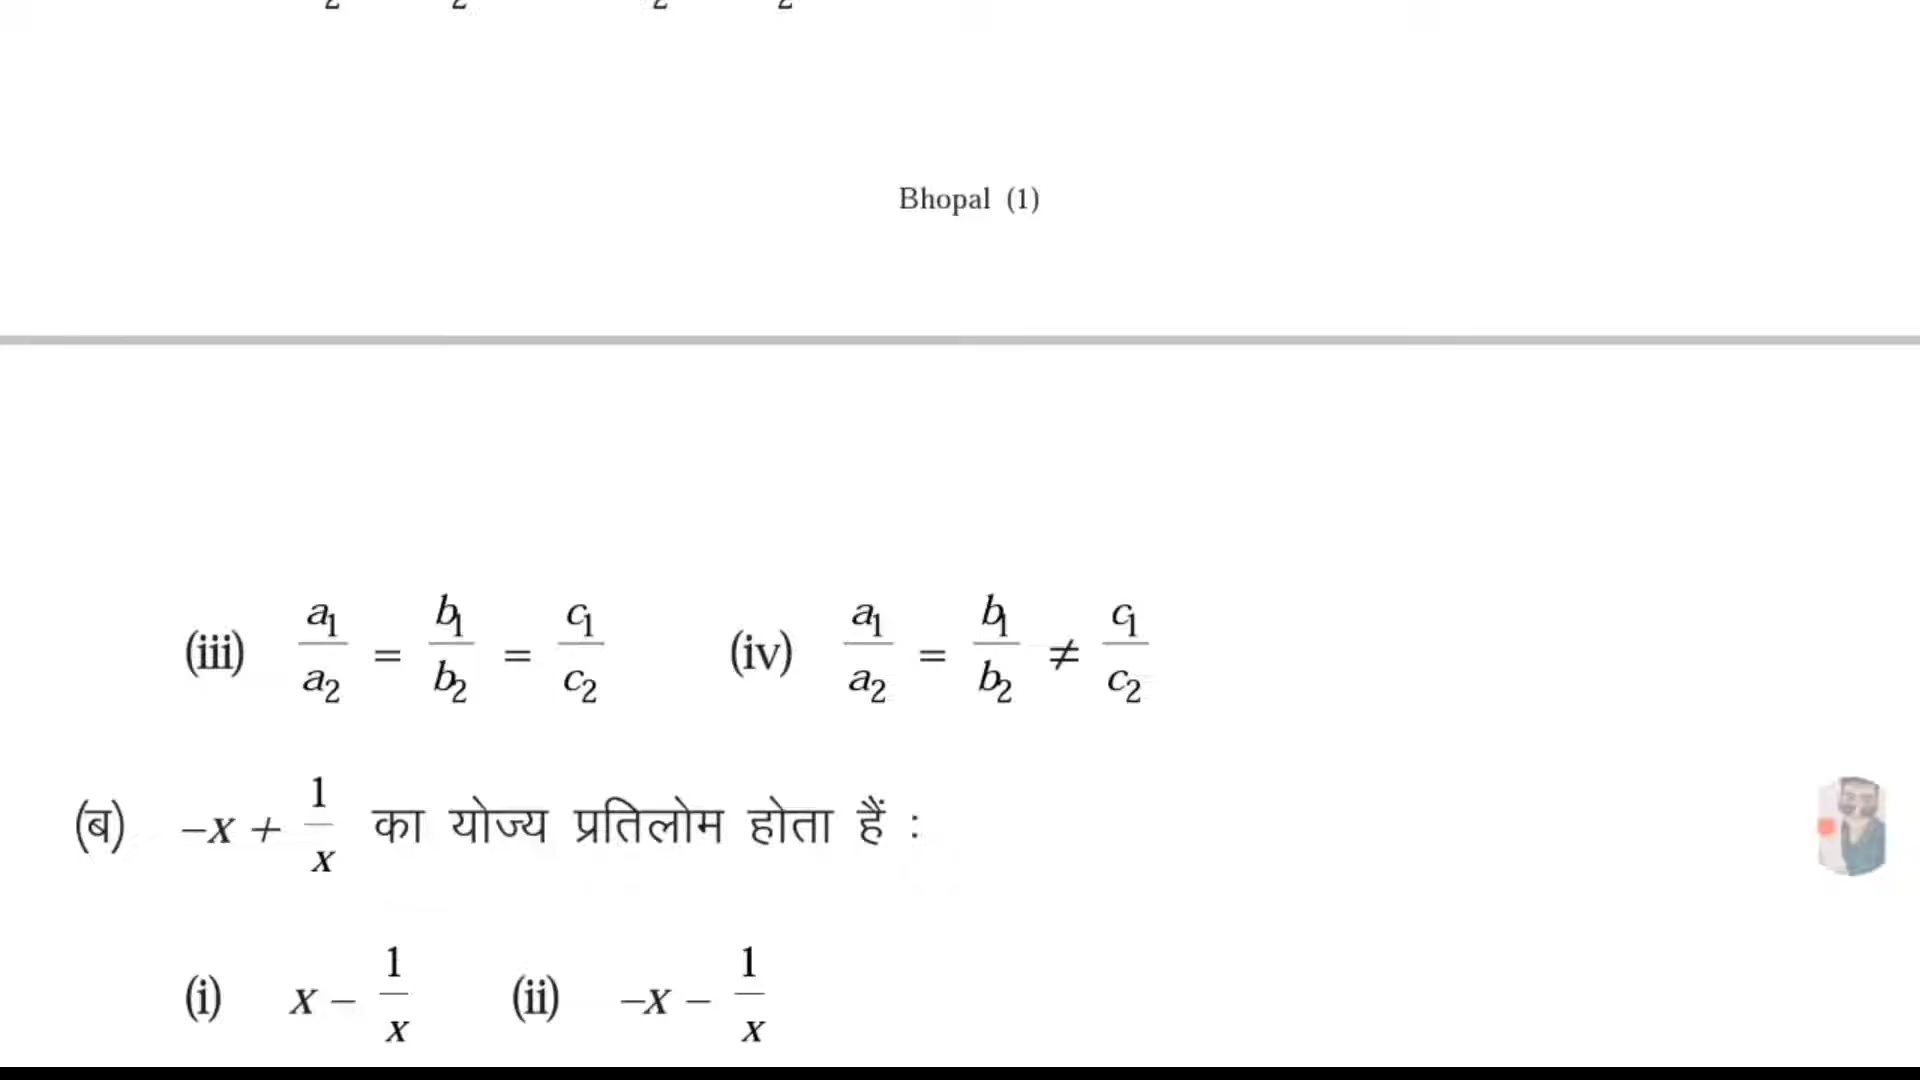 Bhopal (1)
(iii) a₁/a₂ = b₁/b₂ = c₁/c₂ (iv) a₁/a₂ = b₁/b₂ ≠ c₁/c₂
(ब) –x + 1/x का योज्य प्रतिलोम होता हैं :
(i) x – 1/x (ii) –x – 1/x